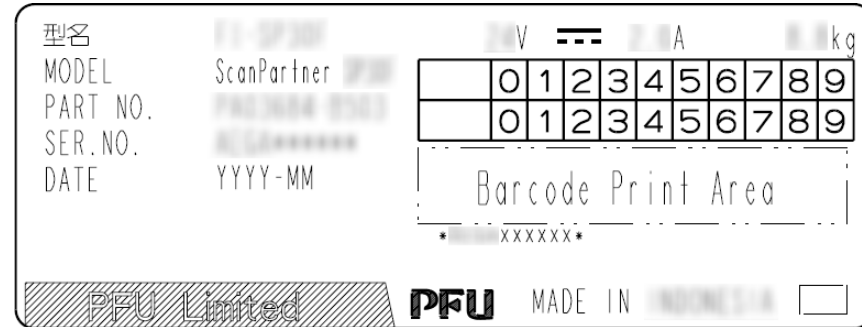 型名
V ⎓ A kg
MODEL ScanPartner
PART NO.
SER.NO.
DATE YYYY-MM
0 1 2 3 4 5 6 7 8 9
0 1 2 3 4 5 6 7 8 9
Barcode Print Area
* XXXXXX*
PFU Limited
PFU MADE IN